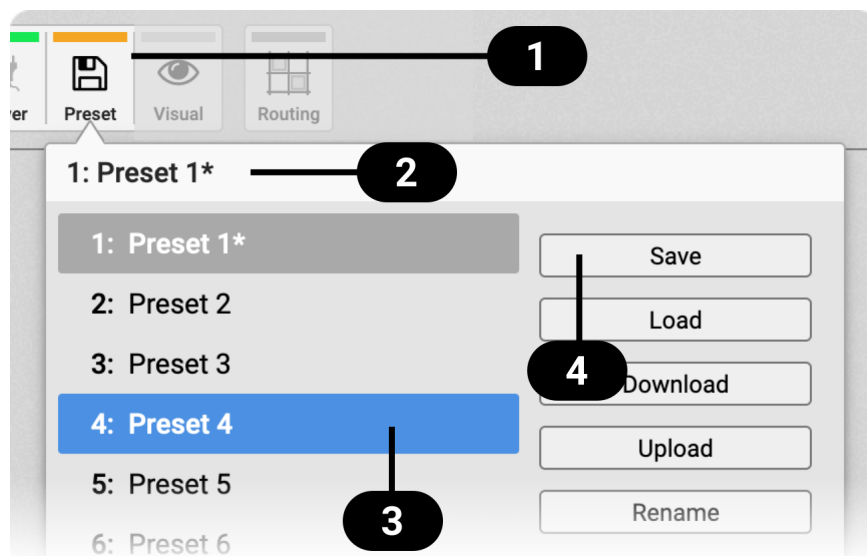 1
er
Preset
Visual
Routing
1: Preset 1*
2
1: Preset 1*
2: Preset 2
3: Preset 3
4: Preset 4
5: Preset 5
6: Preset 6
Save
Load
4
Download
Upload
Rename
3